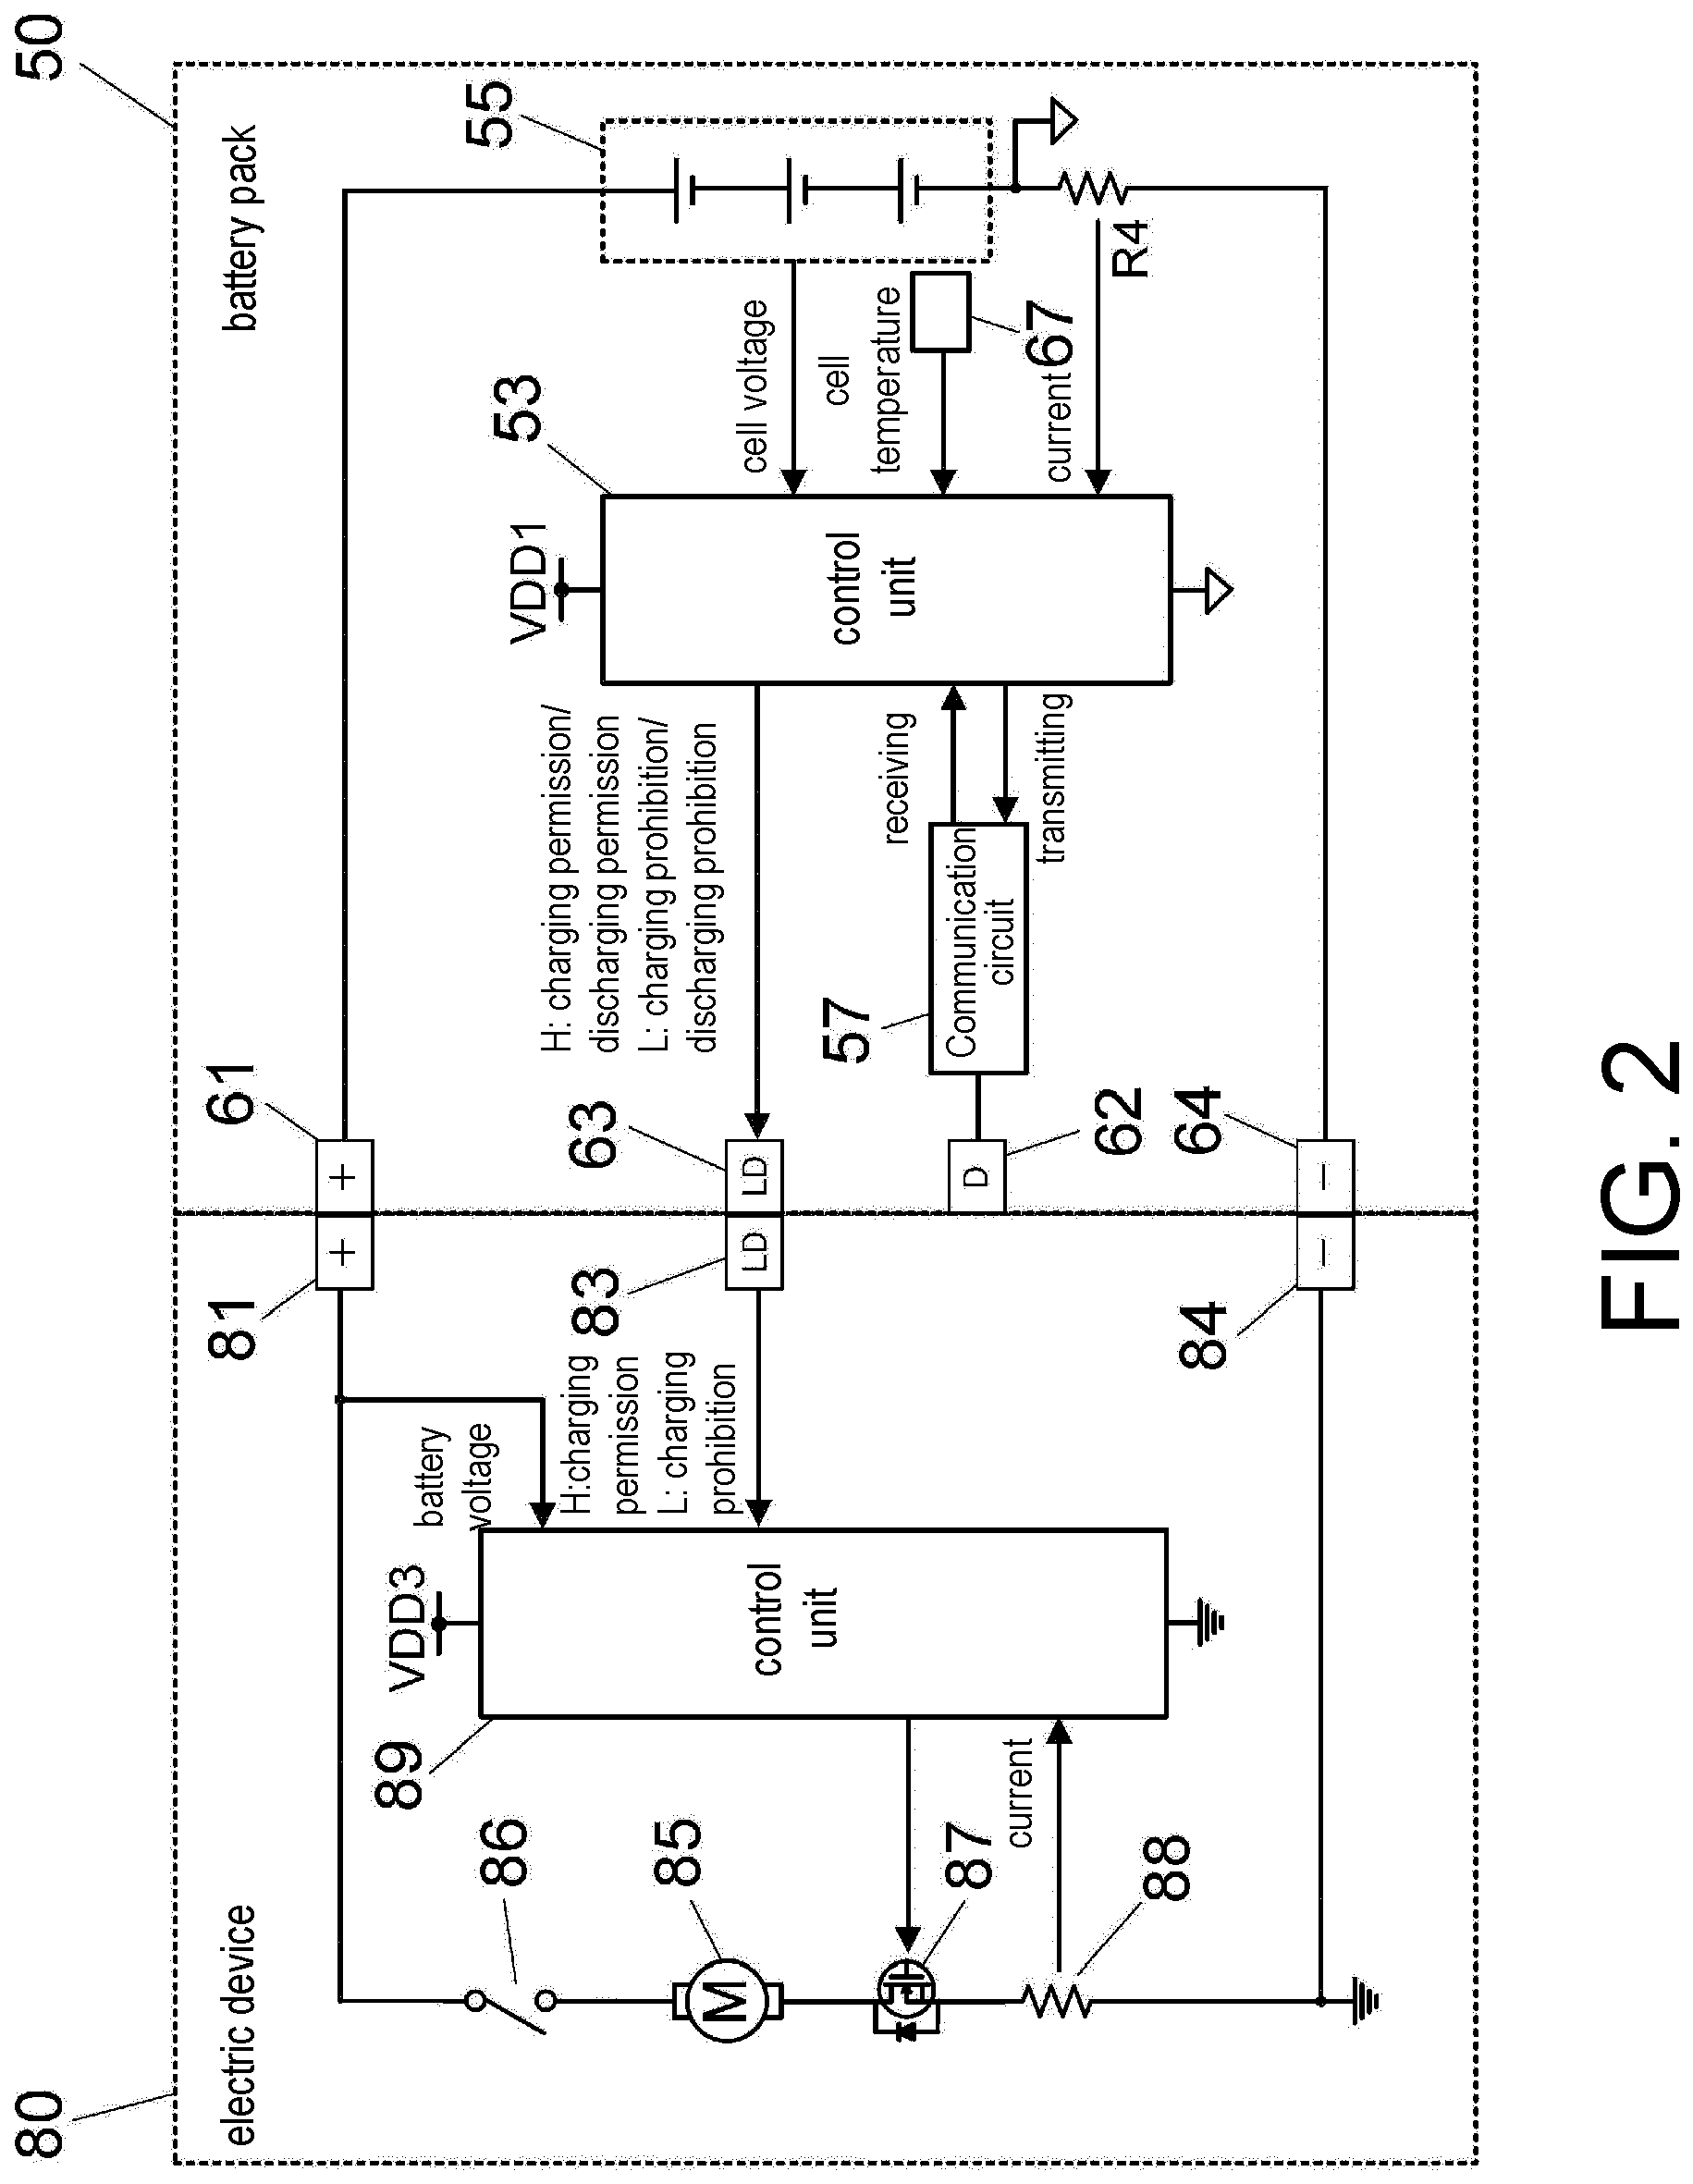 80
50
electric device
battery pack
81
61
+
+
86
89
VDD3
battery
voltage
53
55
VDD1
85
M
83
63
H:charging
permission
L: charging
prohibition
LD
LD
H: charging permission/
discharging permission
L: charging prohibition/
discharging prohibition
control
unit
control
unit
cell voltage
cell
temperature
87
57
Communication
circuit
receiving
transmitting
D
62
67
current
current
R4
88
84
64
−
−
FIG. 2